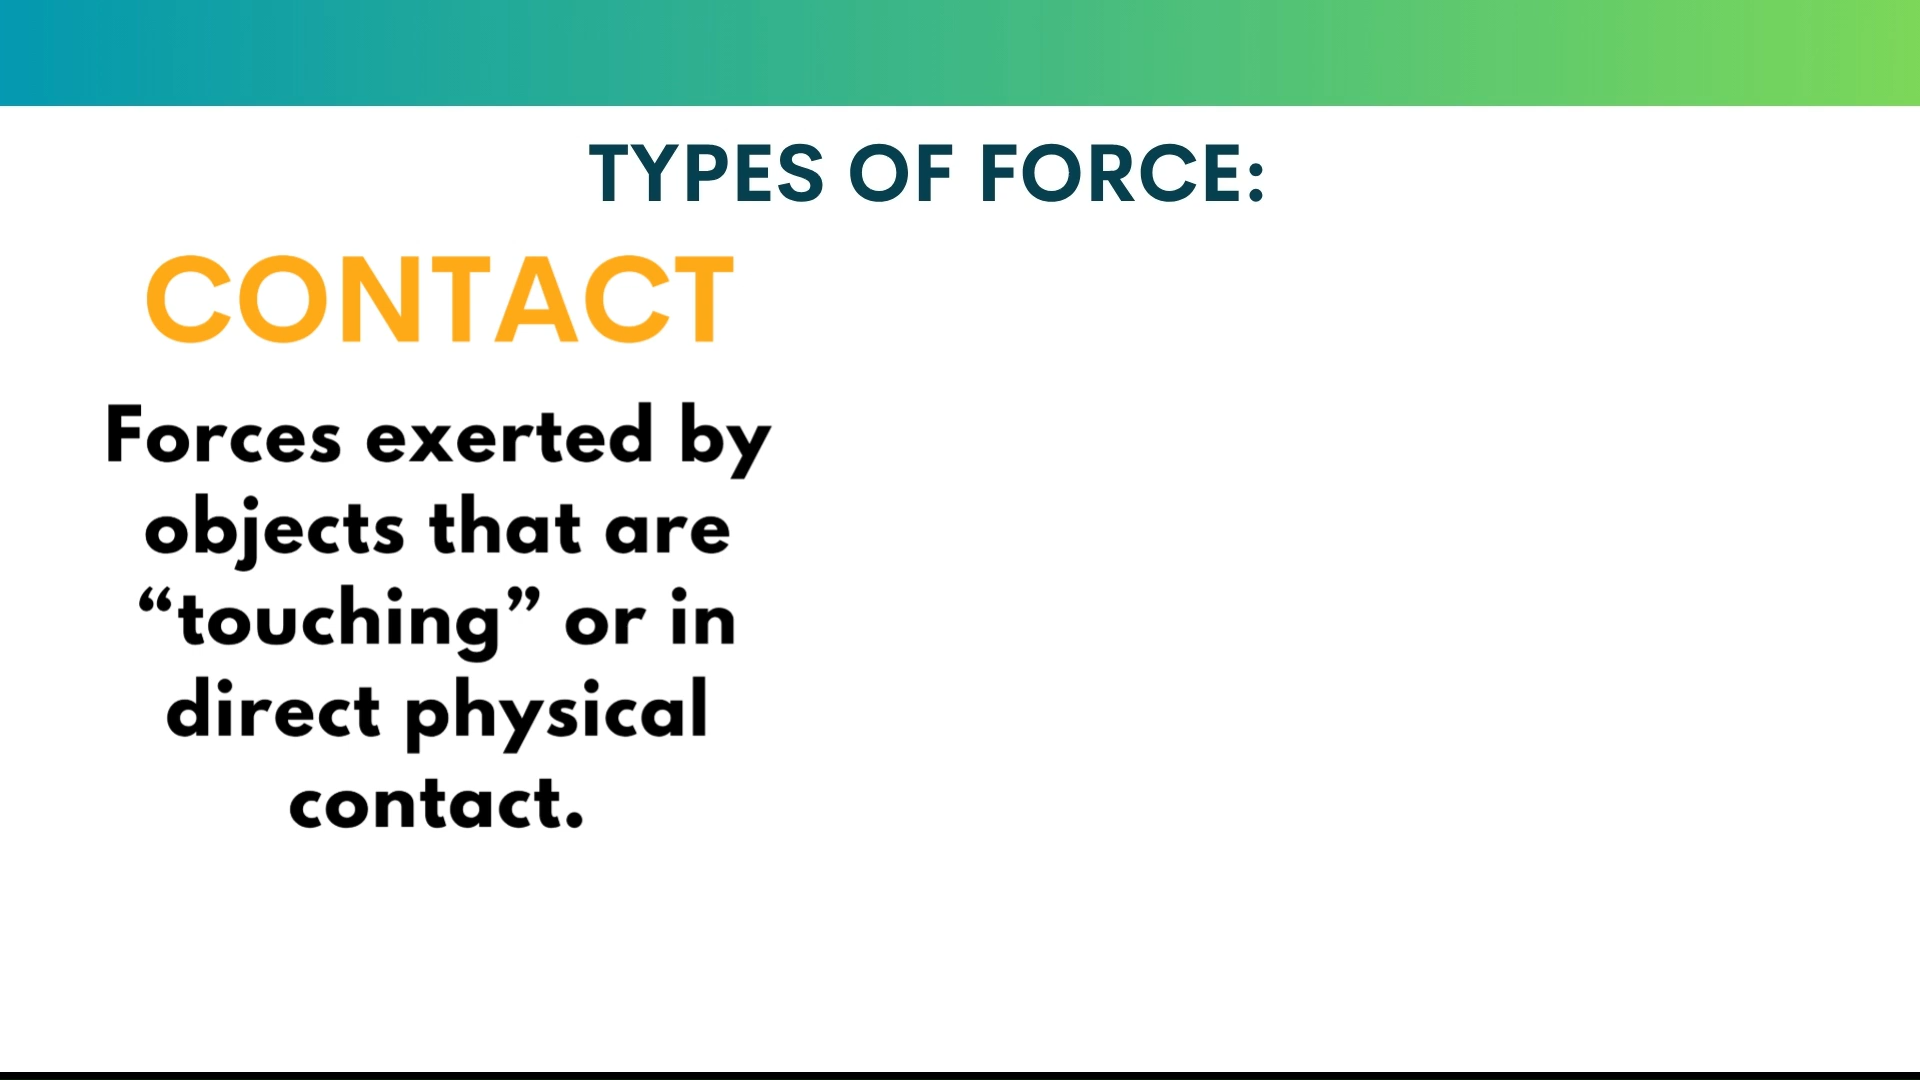 TYPES OF FORCE:
CONTACT
Forces exerted by
objects that are
“touching” or in
direct physical
contact.